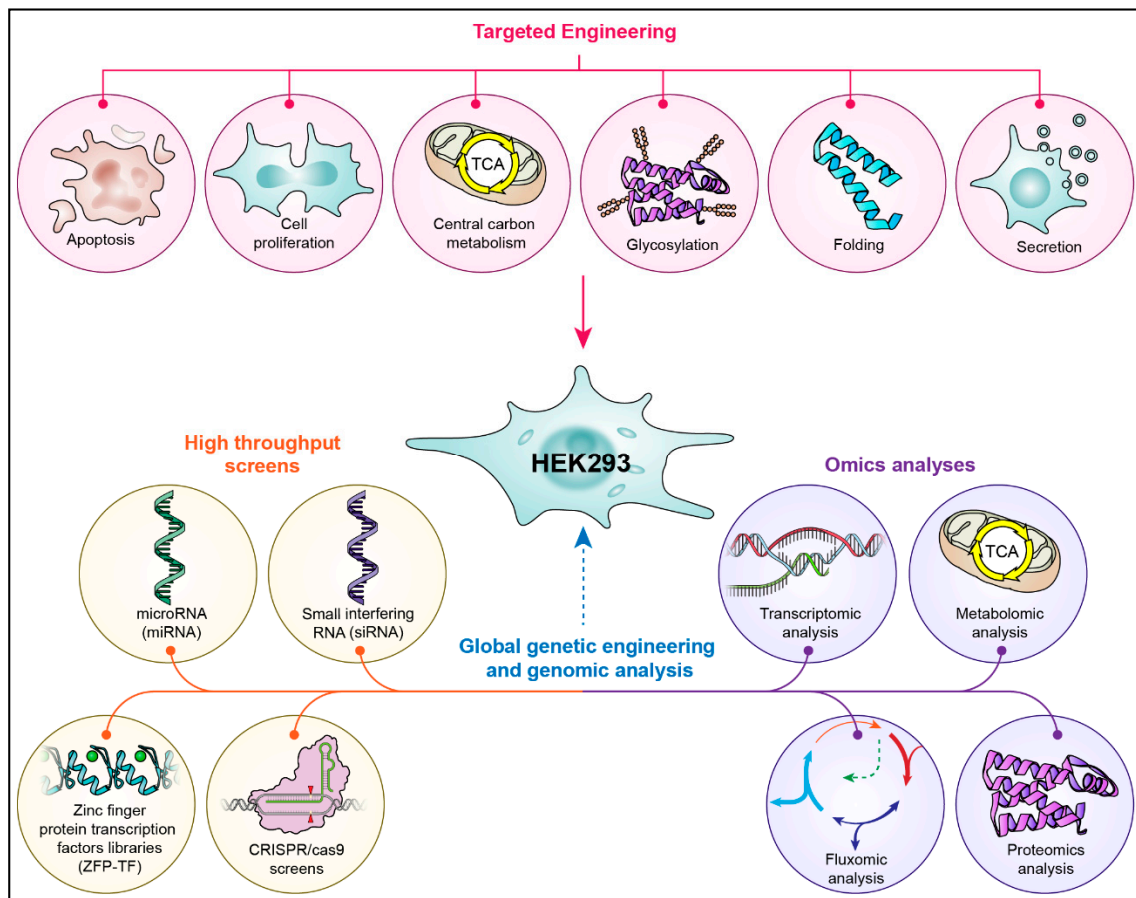 Targeted Engineering
Apoptosis
Cell
proliferation
TCA
Central carbon
metabolism
Glycosylation
Folding
Secretion
HEK293
High throughput
screens
Omics analyses
microRNA
(miRNA)
Small interfering
RNA (siRNA)
Global genetic engineering
and genomic analysis
Transcriptomic
analysis
TCA
Metabolomic
analysis
Zinc finger
protein transcription
factors libraries
(ZFP-TF)
CRISPR/cas9
screens
Fluxomic
analysis
Proteomics
analysis